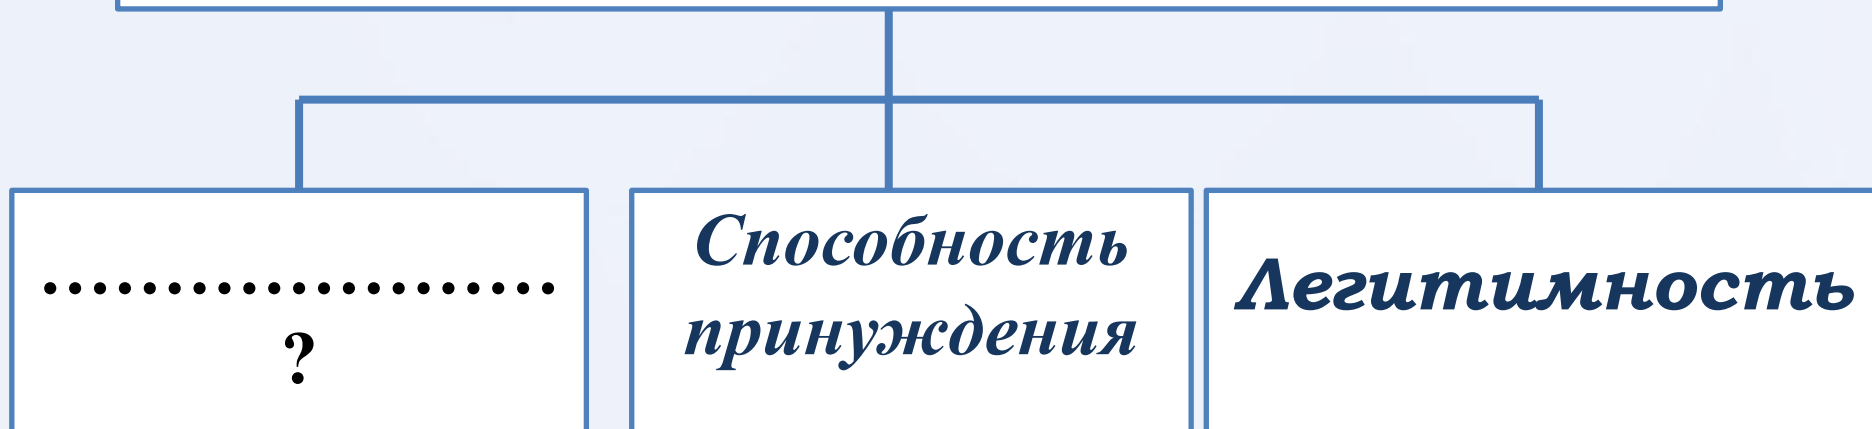 .....................
?
Способность
принуждения
Легитимность